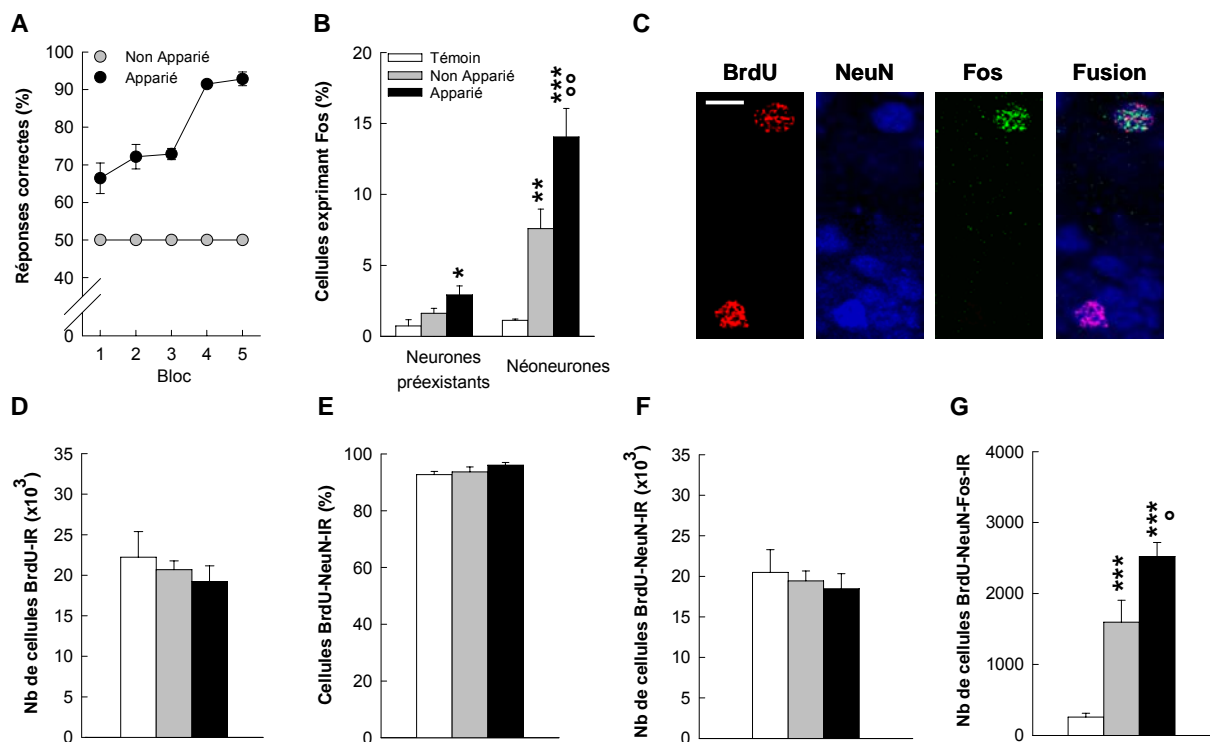 A
Non Apparié
Apparié
Réponses correctes (%)
100
90
80
70
60
50
40
0
1 2 3 4 5
Bloc
B
Témoin
Non Apparié
Apparié
Cellules exprimant Fos (%)
20
15
10
5
0
*
**
***
°°
Neurones
préexistants
Néoneurones
C
BrdU NeuN Fos Fusion
D
Nb de cellules BrdU-IR (x10³)
35
30
25
20
15
10
5
0
E
Cellules BrdU-NeuN-IR (%)
100
80
60
40
20
0
F
Nb de cellules BrdU-NeuN-IR (x10³)
35
30
25
20
15
10
5
0
G
Nb de cellules BrdU-NeuN-Fos-IR
4000
3000
2000
1000
0
***
***
°